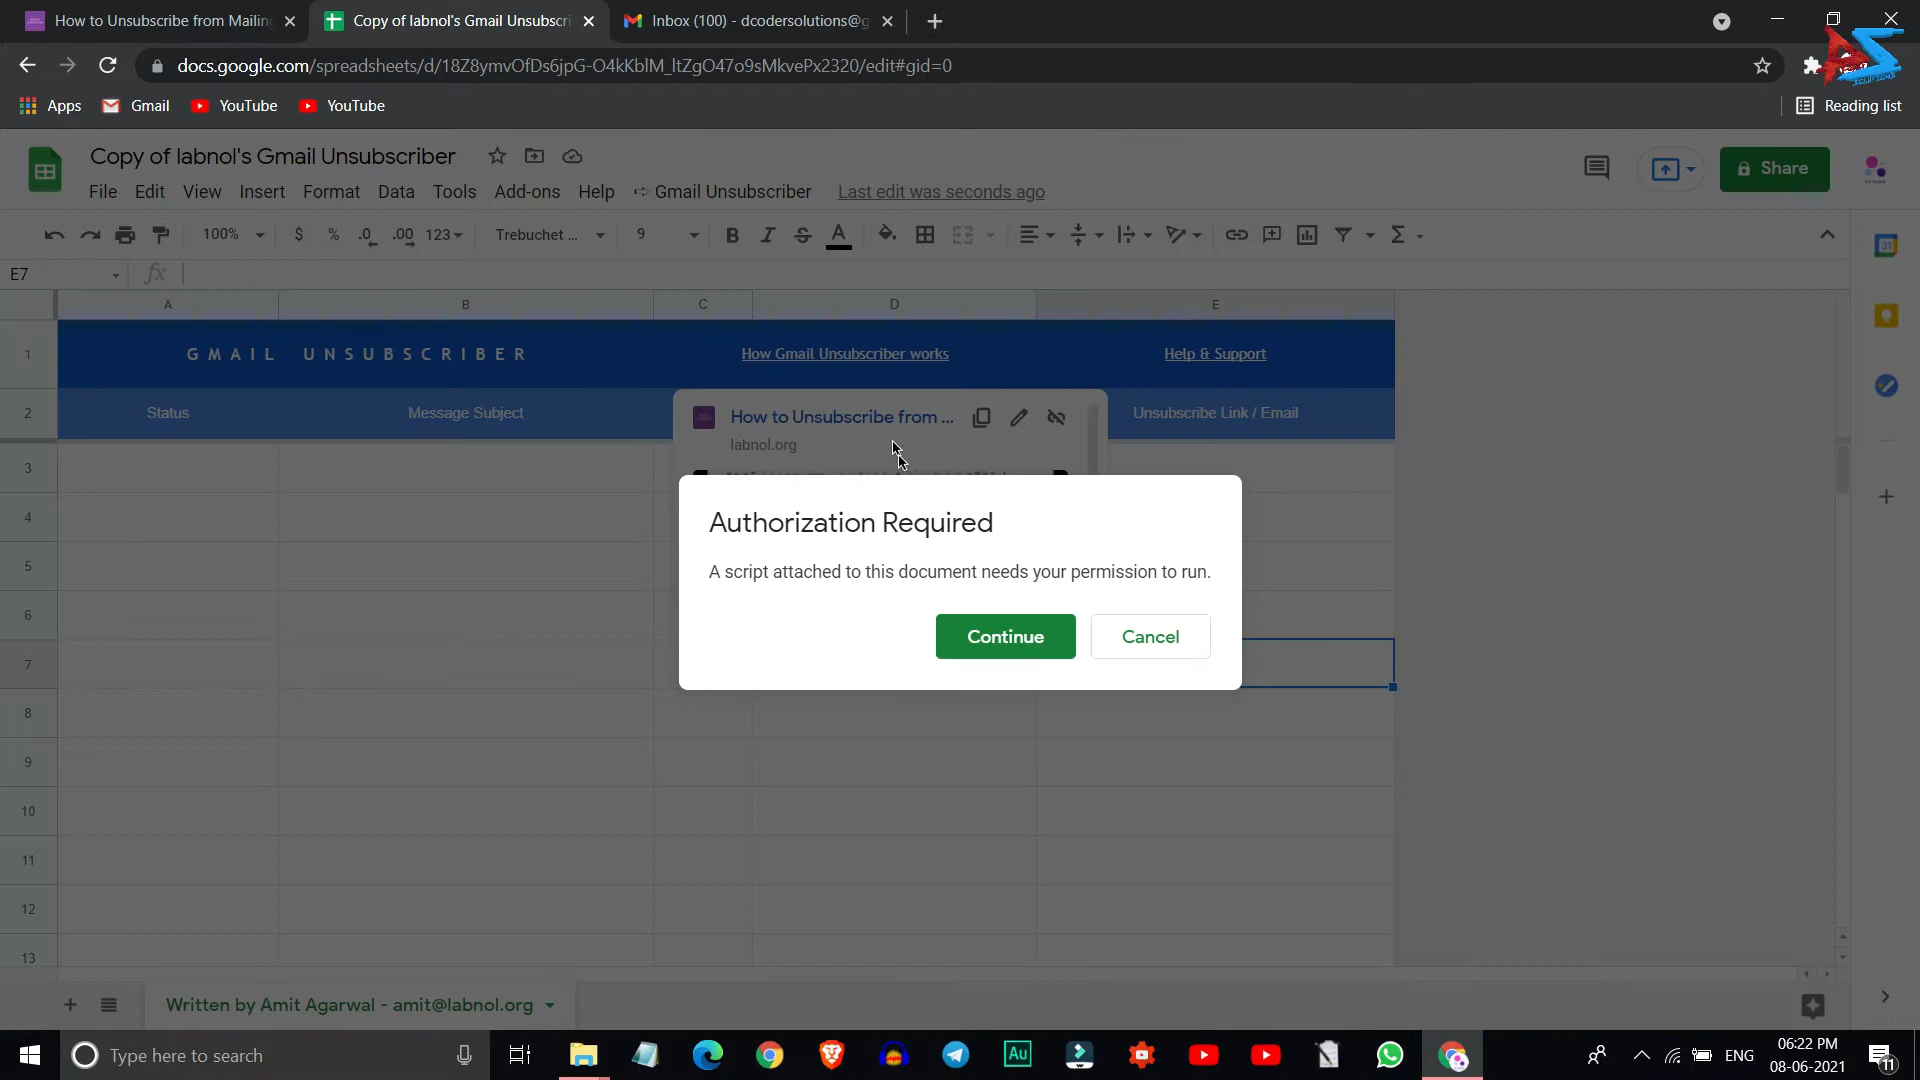 How to Unsubscribe from Mailin
Copy of labnol's Gmail Unsubscri
Inbox (100) - dcodersolutions@g
docs.google.com/spreadsheets/d/18Z8ymvOfDs6jpG-O4kKblM_ltZgO47o9sMkvePx2320/edit#gid=0
Apps
Gmail
YouTube
YouTube
Reading list
Copy of labnol's Gmail Unsubscriber
Share
File Edit View Insert Format Data Tools Add-ons Help ➪ Gmail Unsubscriber Last edit was seconds ago
100% $ % .0 .00 123 Trebuchet ... 9 B I S A Σ
E7 fx
A B C D E
1 GMAIL UNSUBSCRIBER How Gmail Unsubscriber works Help & Support
2 Status Message Subject Unsubscribe Link / Email
How to Unsubscribe from ...
labnol.org
3
4
5
6
7
8
9
10
11
12
13
Authorization Required
A script attached to this document needs your permission to run.
Continue Cancel
Written by Amit Agarwal - amit@labnol.org
Type here to search
Au
ENG
06:22 PM
08-06-2021
11